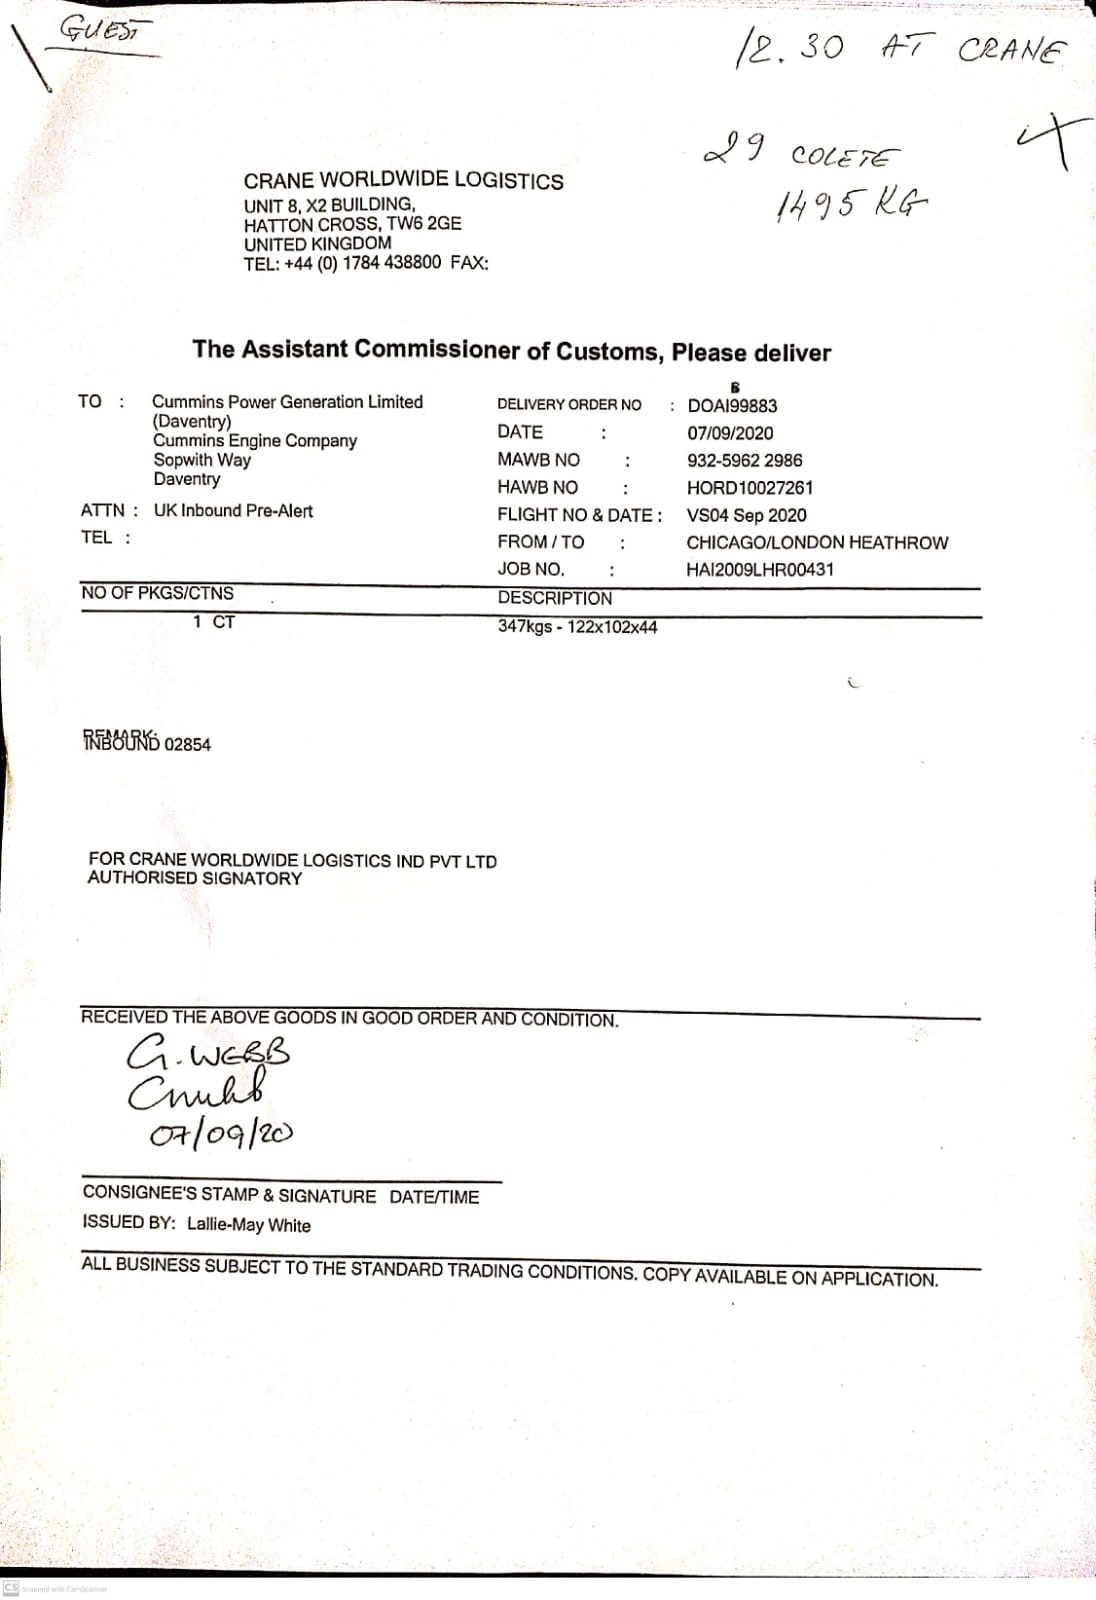 GUEST
12.30 AT CRANE
29 COLETE
1495 KG
CRANE WORLDWIDE LOGISTICS
UNIT 8, X2 BUILDING,
HATTON CROSS, TW6 2GE
UNITED KINGDOM
TEL: +44 (0) 1784 438800 FAX:
The Assistant Commissioner of Customs, Please deliver
TO : Cummins Power Generation Limited
(Daventry)
Cummins Engine Company
Sopwith Way
Daventry
ATTN : UK Inbound Pre-Alert
TEL :
DELIVERY ORDER NO : DOAI99883
DATE : 07/09/2020
MAWB NO : 932-5962 2986
HAWB NO : HORD10027261
FLIGHT NO & DATE : VS04 Sep 2020
FROM / TO : CHICAGO/LONDON HEATHROW
JOB NO. : HAI2009LHR00431
NO OF PKGS/CTNS DESCRIPTION
1 CT 347kgs - 122x102x44
REMARK:
INBOUND 02854
FOR CRANE WORLDWIDE LOGISTICS IND PVT LTD
AUTHORISED SIGNATORY
RECEIVED THE ABOVE GOODS IN GOOD ORDER AND CONDITION.
G. WEBB
07/09/20
CONSIGNEE'S STAMP & SIGNATURE DATE/TIME
ISSUED BY: Lallie-May White
ALL BUSINESS SUBJECT TO THE STANDARD TRADING CONDITIONS. COPY AVAILABLE ON APPLICATION.
CS Scanned with CamScanner